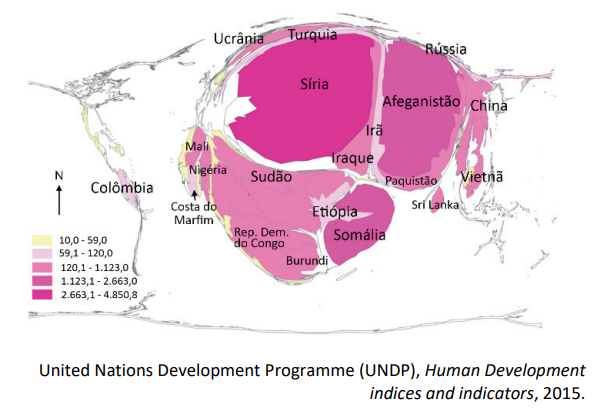 Ucrânia
Turquia
Rússia
Síria
Afeganistão
China
Irã
Iraque
Mali
Nigéria
Sudão
Paquistão
Vietnã
Colômbia
Costa do
Marfim
Etiópia
Sri Lanka
Rep. Dem.
do Congo
Somália
Burundi
N
10,0 - 59,0
59,1 - 120,0
120,1 - 1.123,0
1.123,1 - 2.663,0
2.663,1 - 4.850,8
United Nations Development Programme (UNDP), Human Development
indices and indicators, 2015.